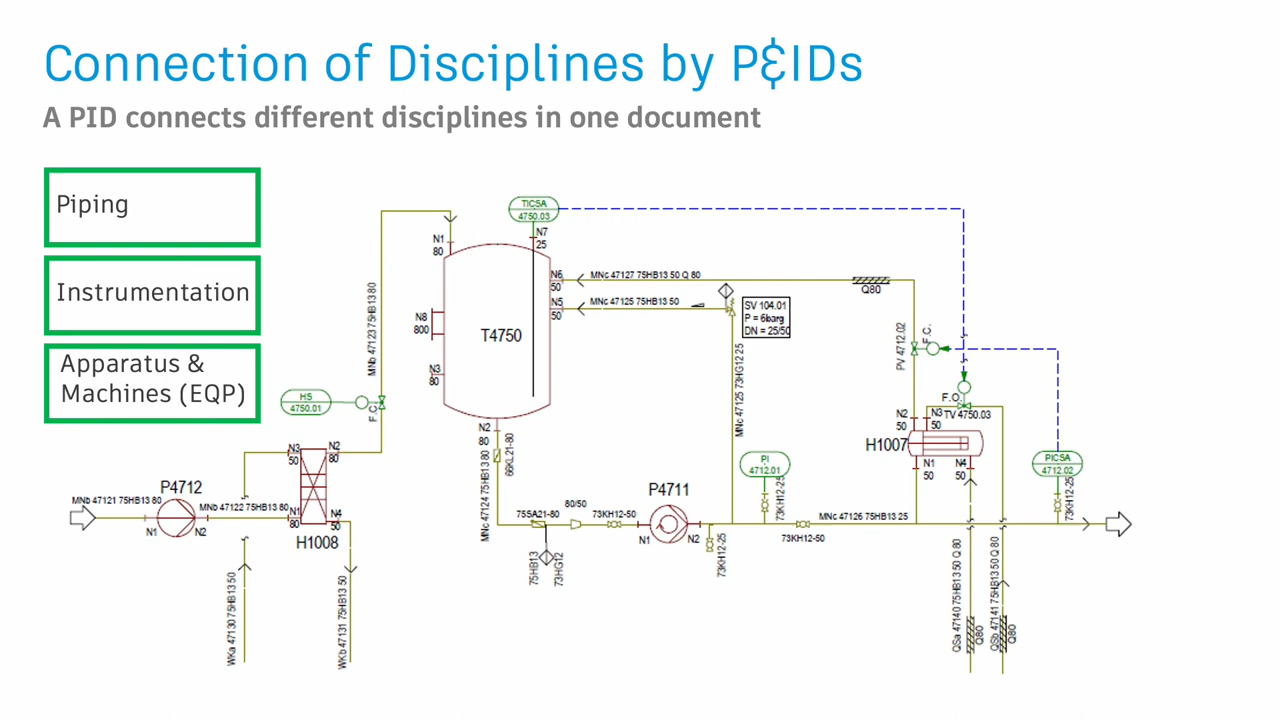 Connection of Disciplines by P&IDs
A PID connects different disciplines in one document
Piping
Instrumentation
Apparatus &
Machines (EQP)
TICSA
4750.03
N7
25
N1
80
N6
50
MNc 47127 75HB13 50 Q 80
Q80
N5
50
MNc 47125 75HB13 50
SV 104.01
P = 6barg
DN = 25/50
MNb 47123 75HB13 80
N8
800
T4750
N3
80
PV 4712.02
F.C.
HS
4750.01
F.C.
MNc 47125 73HG12 25
F.O.
N2
50
N3
50
TV 4750.03
H1007
N2
80
66KL21-80
N3
50
N2
80
N1
50
N4
50
PI
4712.01
PICSA
4712.02
P4712
P4711
MNb 47121 75HB13 80
MNb 47122 75HB13 80
N1
80
N4
50
N1
N2
H1008
MNc 47124 75HB13 80
75SA21-80
80/50
73KH12-50
N1
N2
73KH12-25
73KH12-25
73KH12-50
MNc 47126 75HB13 25
73KH12-25
75HB13
73HG12
WKa 47130 75HB13 50
WKb 47131 75HB13 50
QSa 47140 75HB13 50 Q 80
Q80
QSb 47141 75HB13 50 Q 80
Q80